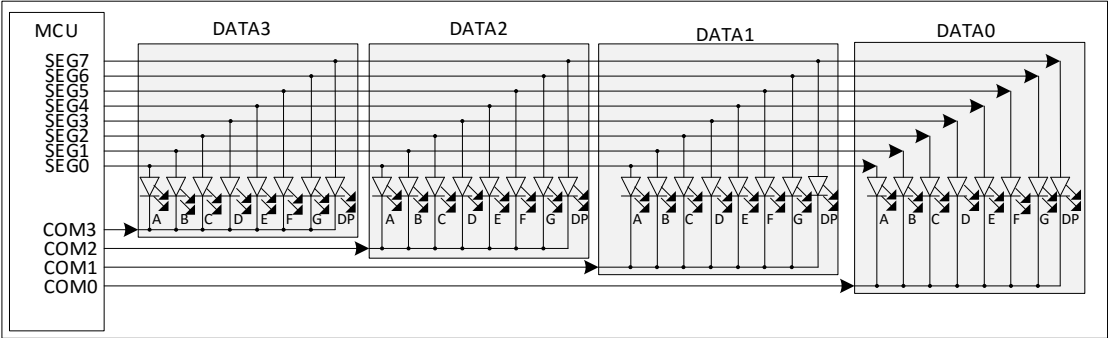 MCU
DATA3
DATA2
DATA1
DATA0
SEG7
SEG6
SEG5
SEG4
SEG3
SEG2
SEG1
SEG0
A B C D E F G DP
A B C D E F G DP
A B C D E F G DP
A B C D E F G DP
COM3
COM2
COM1
COM0